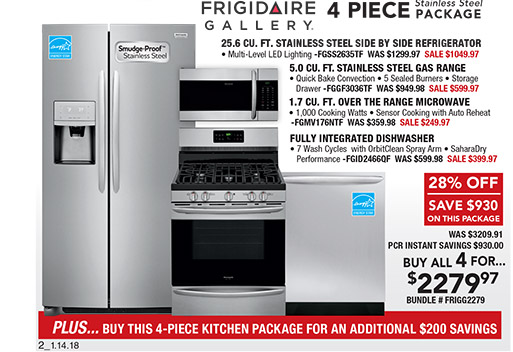 FRIGIDAIRE
GALLERY.
4 PIECE Stainless Steel
PACKAGE
25.6 CU. FT. STAINLESS STEEL SIDE BY SIDE REFRIGERATOR
• Multi-Level LED Lighting -FGSS2635TF WAS $1299.97 SALE $1049.97
5.0 CU. FT. STAINLESS STEEL GAS RANGE
• Quick Bake Convection • 5 Sealed Burners • Storage
Drawer -FGGF3036TF WAS $949.98 SALE $599.97
1.7 CU. FT. OVER THE RANGE MICROWAVE
• 1,000 Cooking Watts • Sensor Cooking with Auto Reheat
-FGMV176NTF WAS $359.98 SALE $249.97
FULLY INTEGRATED DISHWASHER
• 7 Wash Cycles with OrbitClean Spray Arm • SaharaDry
Performance -FGID2466QF WAS $599.98 SALE $399.97
Smudge-Proof™
Stainless Steel
ENERGY STAR
ENERGY STAR
28% OFF
SAVE $930
ON THIS PACKAGE
WAS $3209.91
PCR INSTANT SAVINGS $930.00
BUY ALL 4 FOR...
$2279.97
BUNDLE # FRIGG2279
PLUS... BUY THIS 4-PIECE KITCHEN PACKAGE FOR AN ADDITIONAL $200 SAVINGS
2_1.14.18